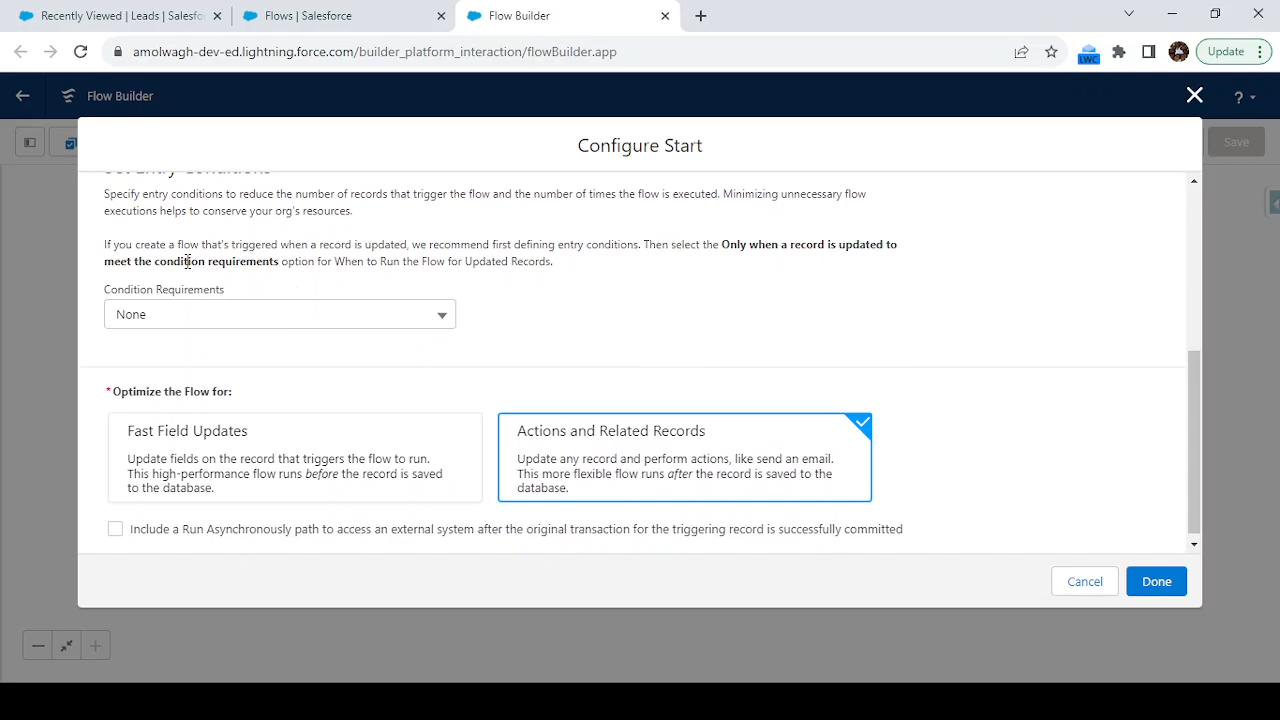 Recently Viewed | Leads | Salesfo
Flows | Salesforce
Flow Builder
amolwagh-dev-ed.lightning.force.com/builder_platform_interaction/flowBuilder.app
LWC
Update
Flow Builder
?
Save
Configure Start
Set Entry Conditions
Specify entry conditions to reduce the number of records that trigger the flow and the number of times the flow is executed. Minimizing unnecessary flow
executions helps to conserve your org's resources.
If you create a flow that's triggered when a record is updated, we recommend first defining entry conditions. Then select the Only when a record is updated to
meet the condition requirements option for When to Run the Flow for Updated Records.
Condition Requirements
None
* Optimize the Flow for:
Fast Field Updates
Update fields on the record that triggers the flow to run.
This high-performance flow runs before the record is saved
to the database.
Actions and Related Records
Update any record and perform actions, like send an email.
This more flexible flow runs after the record is saved to the
database.
Include a Run Asynchronously path to access an external system after the original transaction for the triggering record is successfully committed
Cancel
Done